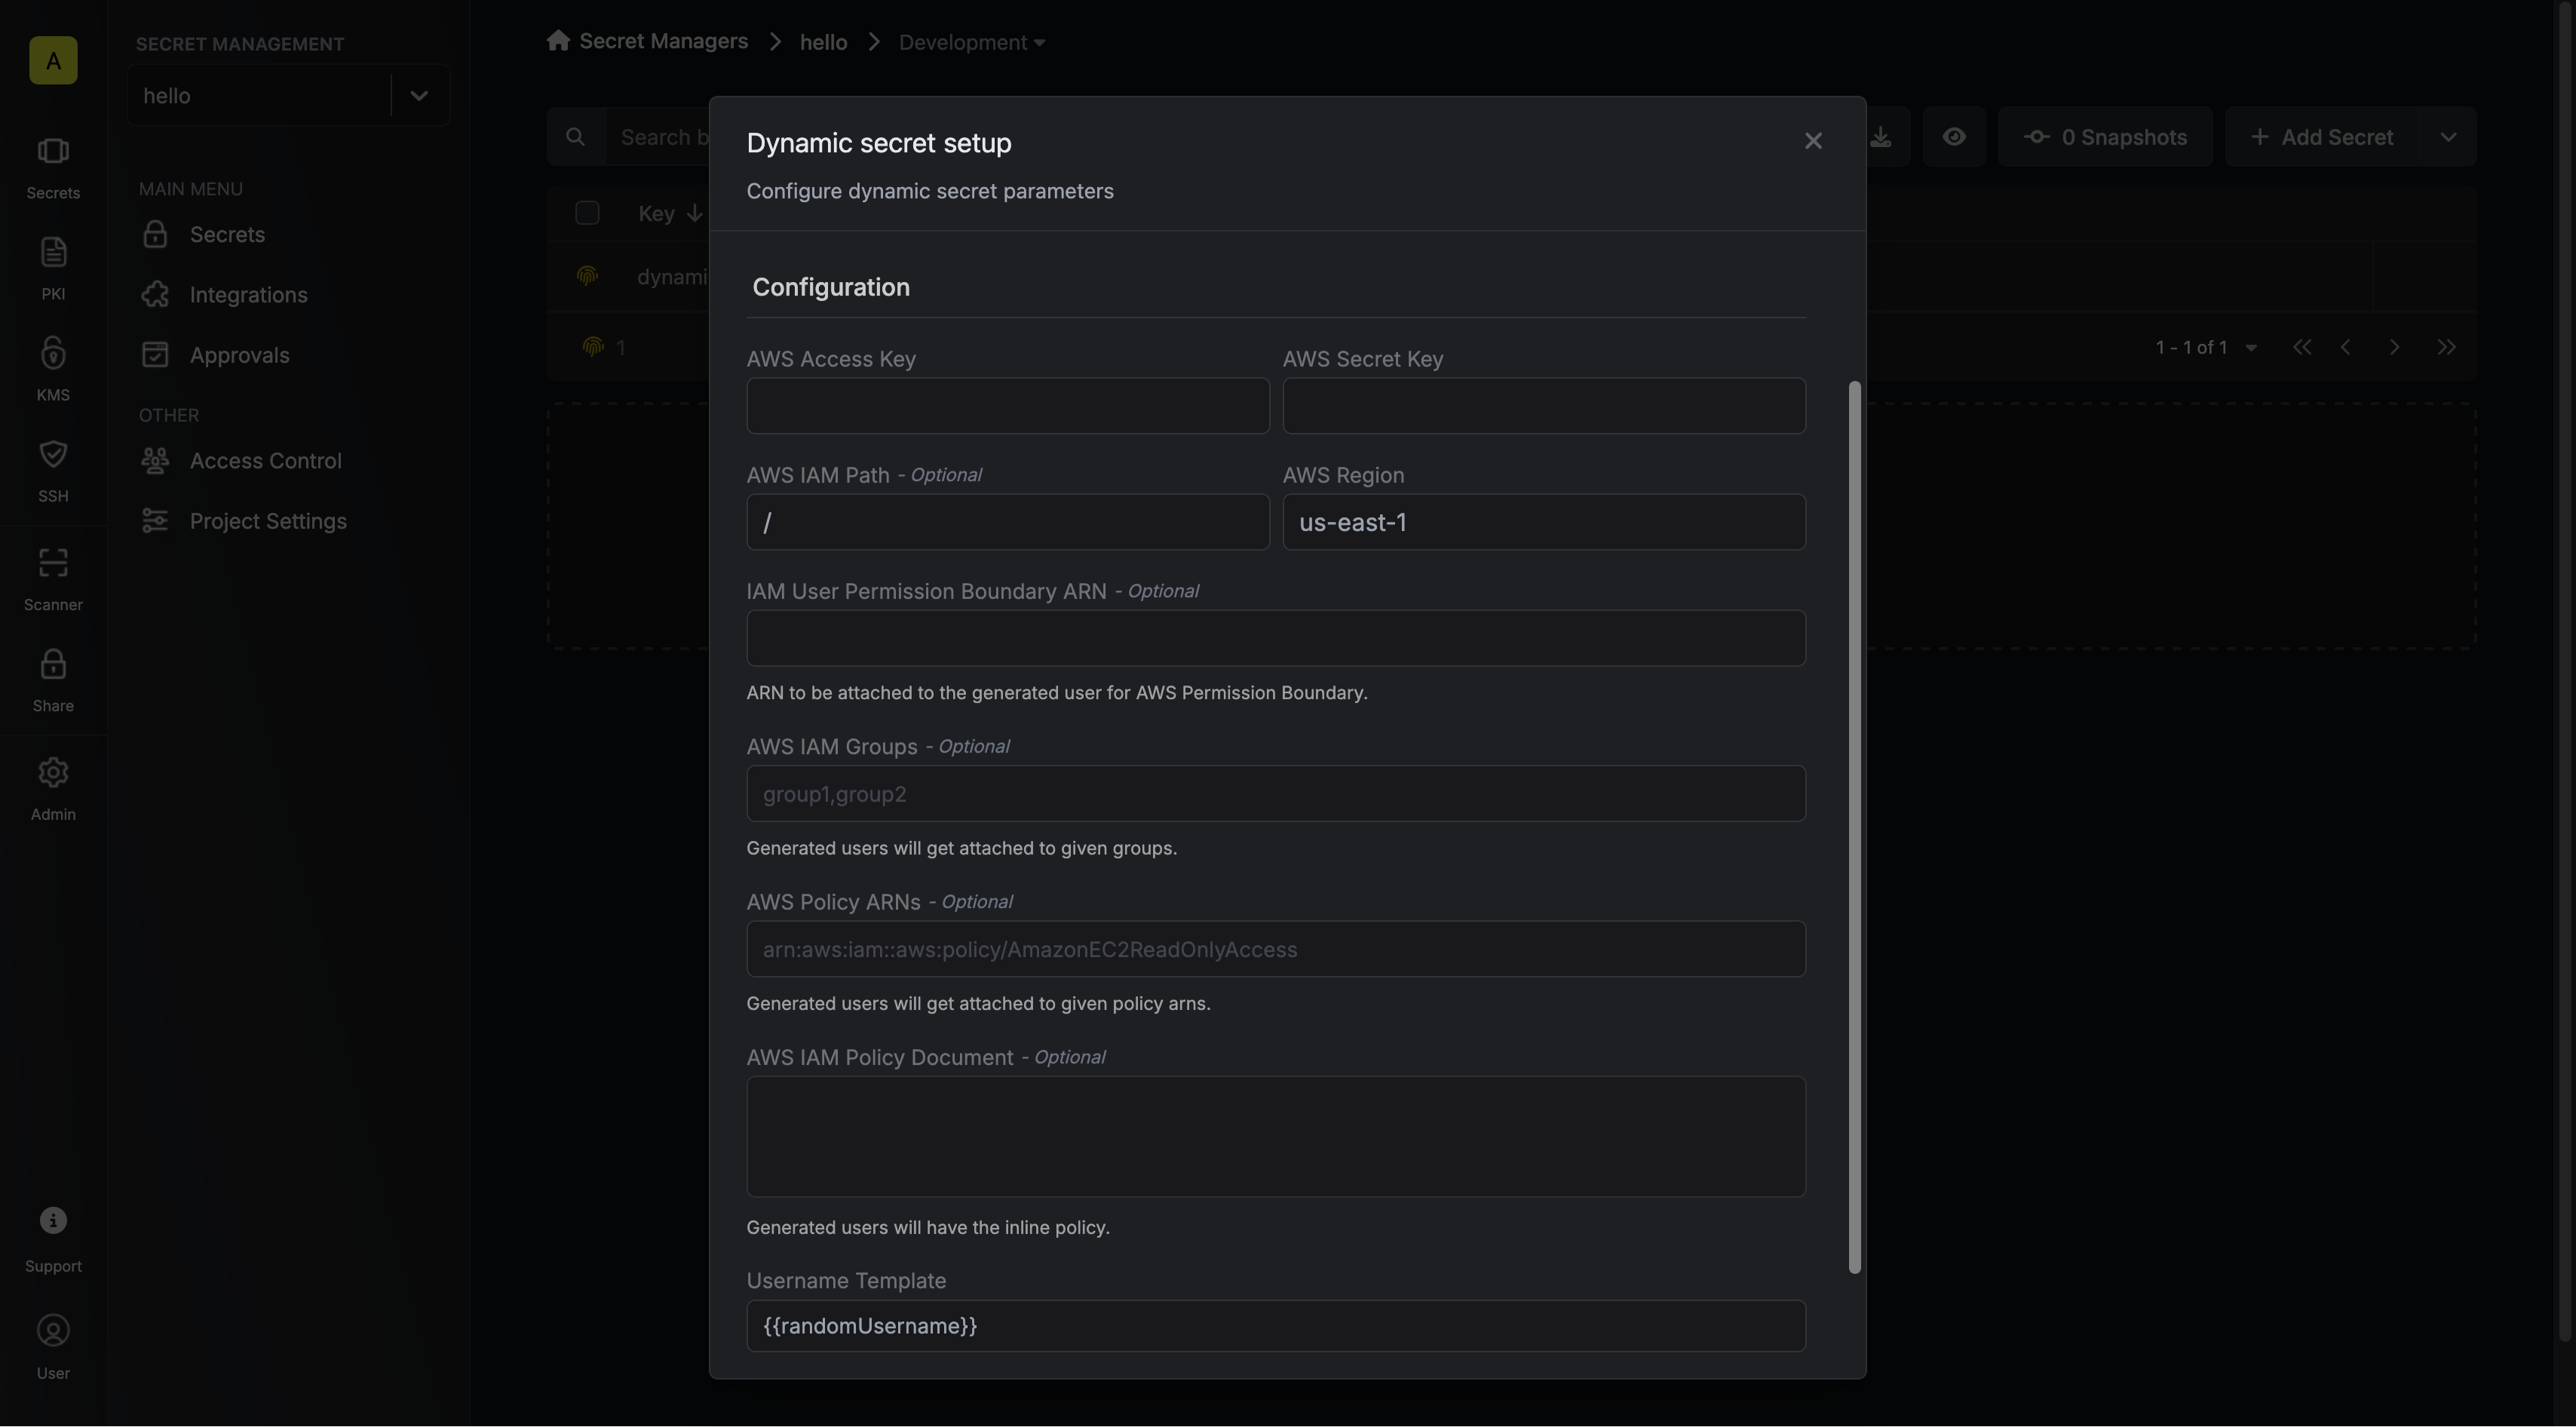 A
Secrets
PKI
KMS
SSH
Scanner
Share
Admin
Support
User
SECRET MANAGEMENT
hello
MAIN MENU
Secrets
Integrations
Approvals
OTHER
Access Control
Project Settings
Secret Managers
hello
Development
Search b
0 Snapshots
Add Secret
Key
dynami
1
1 - 1 of 1
Dynamic secret setup
Configure dynamic secret parameters
Configuration
AWS Access Key
AWS Secret Key
AWS IAM Path - Optional
/
AWS Region
us-east-1
IAM User Permission Boundary ARN - Optional
ARN to be attached to the generated user for AWS Permission Boundary.
AWS IAM Groups - Optional
group1,group2
Generated users will get attached to given groups.
AWS Policy ARNs - Optional
arn:aws:iam::aws:policy/AmazonEC2ReadOnlyAccess
Generated users will get attached to given policy arns.
AWS IAM Policy Document - Optional
Generated users will have the inline policy.
Username Template
{{randomUsername}}